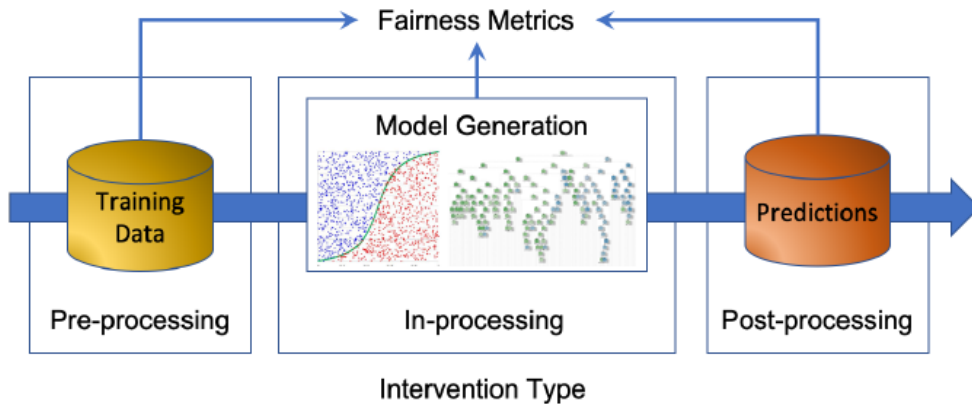 Fairness Metrics
Model Generation
Training
Data
Predictions
Pre-processing
In-processing
Post-processing
Intervention Type